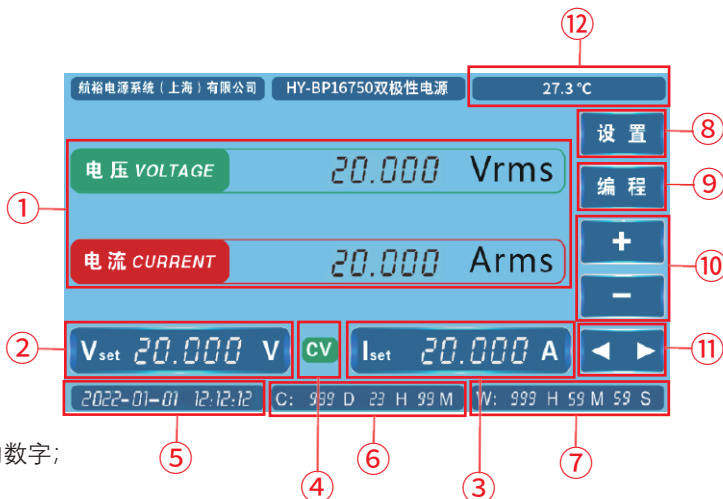 ⑫
航裕电源系统（上海）有限公司 HY-BP16750双极性电源 27.3℃
设 置 ⑧
电压 VOLTAGE 20.000 Vrms
编 程 ⑨
①
+
电流 CURRENT 20.000 Arms ⑩
−
② Vset 20.000 V CV Iset 20.000 A ◀ ▶ ⑪
2022-01-01 12:12:12 C: 999 D 23 H 99 M W: 999 H 59 M 59 S
数字；
⑤ ④ ⑥ ③ ⑦